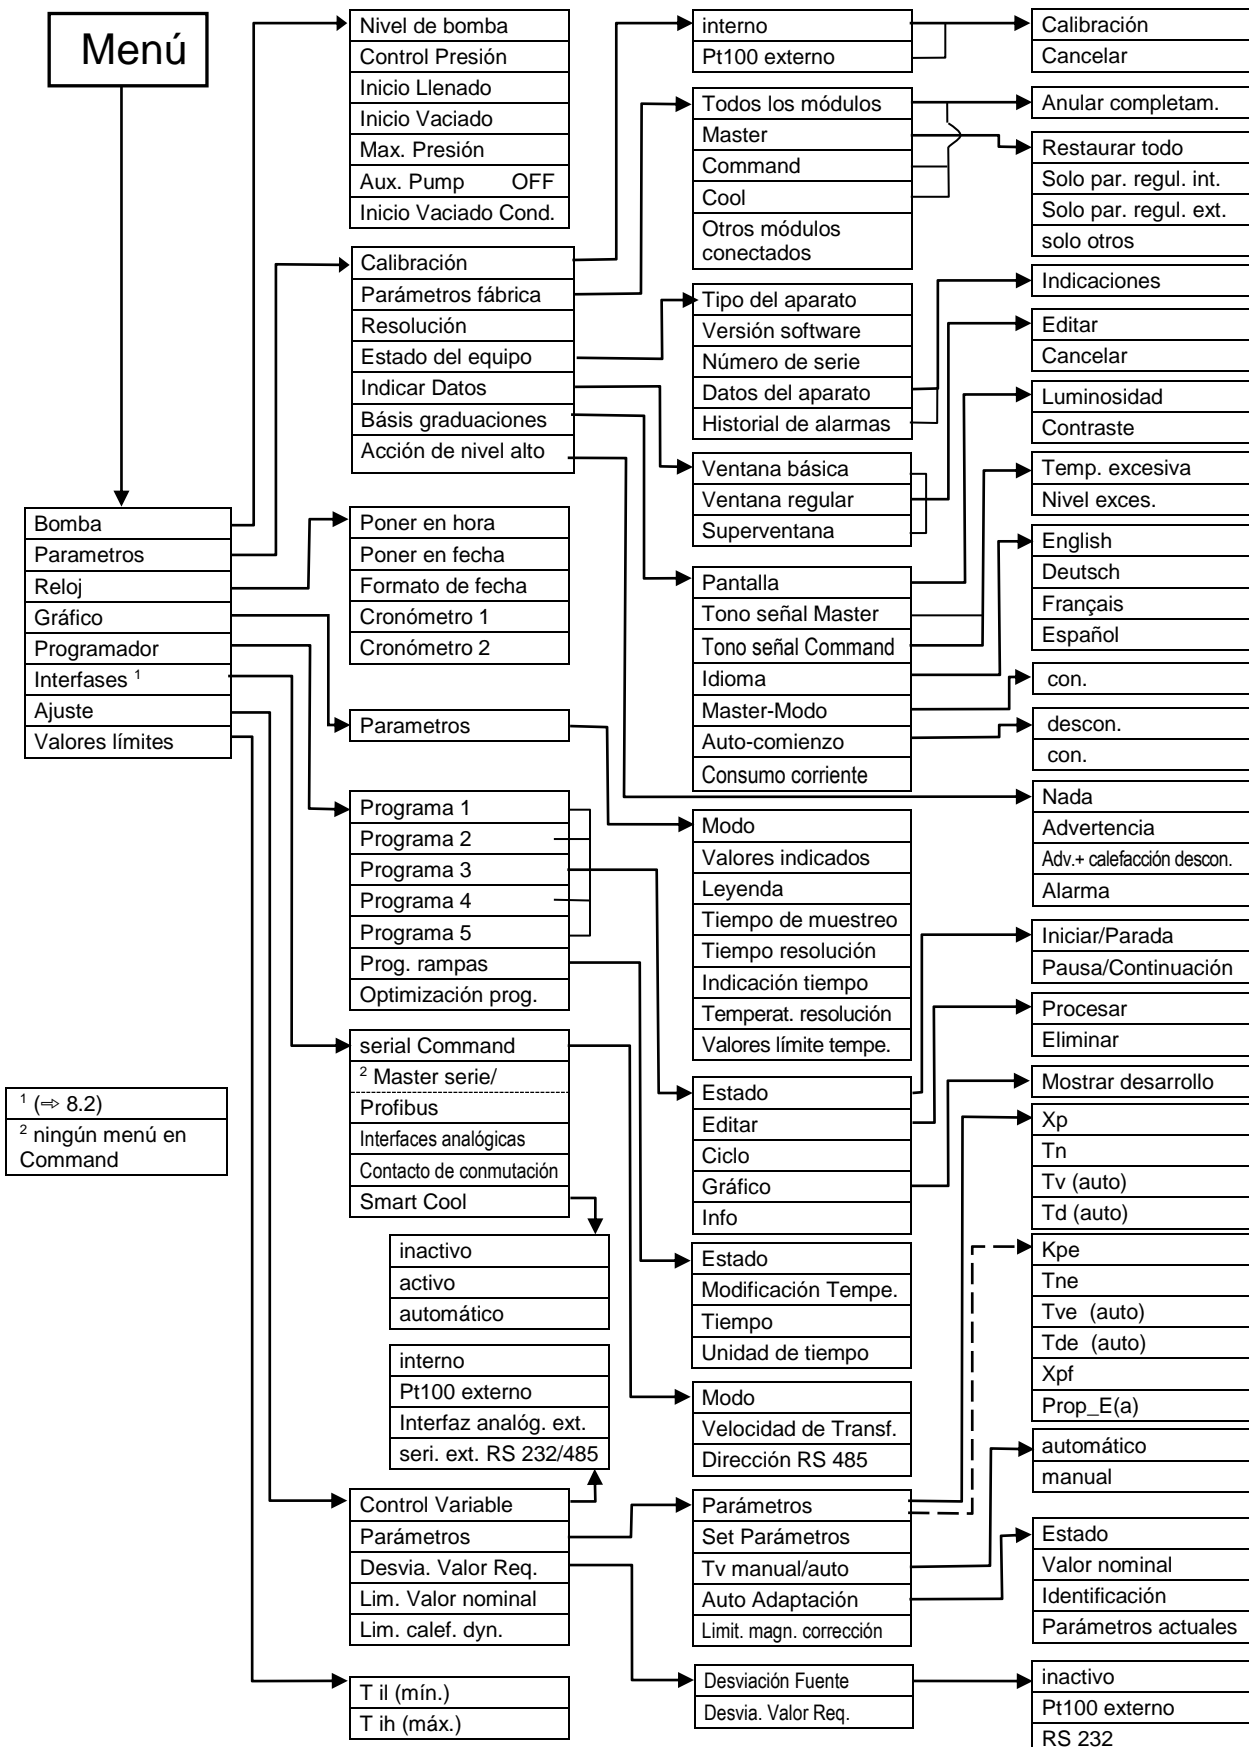 Menú
Bomba
Parametros
Reloj
Gráfico
Programador
Interfases ¹
Ajuste
Valores límites
¹ (⇨ 8.2)
² ningún menú en
Command
Nivel de bomba
Control Presión
Inicio Llenado
Inicio Vaciado
Max. Presión
Aux. Pump OFF
Inicio Vaciado Cond.
Calibración
Parámetros fábrica
Resolución
Estado del equipo
Indicar Datos
Básis graduaciones
Acción de nivel alto
Poner en hora
Poner en fecha
Formato de fecha
Cronómetro 1
Cronómetro 2
Parametros
Programa 1
Programa 2
Programa 3
Programa 4
Programa 5
Prog. rampas
Optimización prog.
serial Command
² Master serie/
Profibus
Interfaces analógicas
Contacto de conmutación
Smart Cool
inactivo
activo
automático
interno
Pt100 externo
Interfaz analóg. ext.
seri. ext. RS 232/485
Control Variable
Parámetros
Desvia. Valor Req.
Lim. Valor nominal
Lim. calef. dyn.
T il (mín.)
T ih (máx.)
interno
Pt100 externo
Todos los módulos
Master
Command
Cool
Otros módulos
conectados
Tipo del aparato
Versión software
Número de serie
Datos del aparato
Historial de alarmas
Ventana básica
Ventana regular
Superventana
Pantalla
Tono señal Master
Tono señal Command
Idioma
Master-Modo
Auto-comienzo
Consumo corriente
Modo
Valores indicados
Leyenda
Tiempo de muestreo
Tiempo resolución
Indicación tiempo
Temperat. resolución
Valores límite tempe.
Estado
Editar
Ciclo
Gráfico
Info
Estado
Modificación Tempe.
Tiempo
Unidad de tiempo
Modo
Velocidad de Transf.
Dirección RS 485
Parámetros
Set Parámetros
Tv manual/auto
Auto Adaptación
Limit. magn. corrección
Desviación Fuente
Desvia. Valor Req.
Calibración
Cancelar
Anular completam.
Restaurar todo
Solo par. regul. int.
Solo par. regul. ext.
solo otros
Indicaciones
Editar
Cancelar
Luminosidad
Contraste
Temp. excesiva
Nivel exces.
English
Deutsch
Français
Español
con.
descon.
con.
Nada
Advertencia
Adv.+ calefacción descon.
Alarma
Iniciar/Parada
Pausa/Continuación
Procesar
Eliminar
Mostrar desarrollo
Xp
Tn
Tv (auto)
Td (auto)
Kpe
Tne
Tve (auto)
Tde (auto)
Xpf
Prop_E(a)
automático
manual
Estado
Valor nominal
Identificación
Parámetros actuales
inactivo
Pt100 externo
RS 232